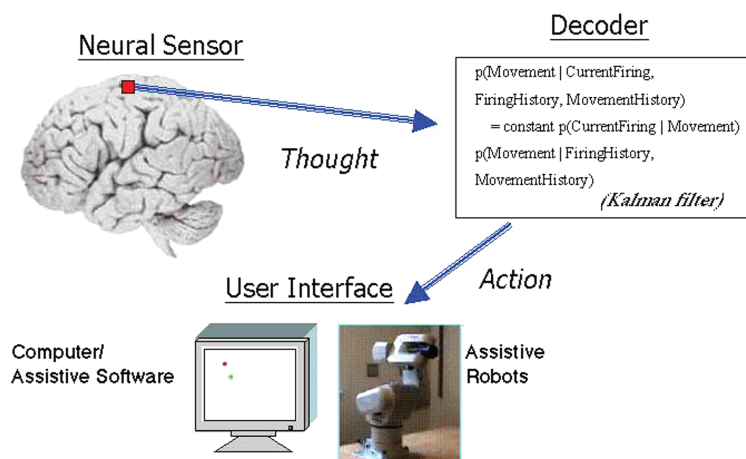 Neural Sensor
Decoder
p(Movement | CurrentFiring,
FiringHistory, MovementHistory)
= constant p(CurrentFiring | Movement)
p(Movement | FiringHistory,
MovementHistory)
(Kalman filter)
Thought
Action
User Interface
Computer/
Assistive Software
Assistive
Robots